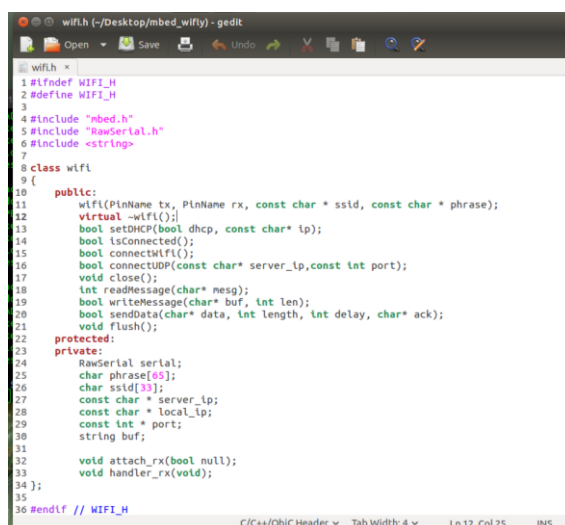 wifi.h (~/Desktop/mbed_wifly) - gedit
Open Save Undo
wifi.h ×
1 #ifndef WIFI_H
2 #define WIFI_H
3
4 #include "mbed.h"
5 #include "RawSerial.h"
6 #include <string>
7
8 class wifi
9 {
10 public:
11 wifi(PinName tx, PinName rx, const char * ssid, const char * phrase);
12 virtual ~wifi();
13 bool setDHCP(bool dhcp, const char* ip);
14 bool isConnected();
15 bool connectWifi();
16 bool connectUDP(const char* server_ip,const int port);
17 void close();
18 int readMessage(char* mesg);
19 bool writeMessage(char* buf, int len);
20 bool sendData(char* data, int length, int delay, char* ack);
21 void flush();
22 protected:
23 private:
24 RawSerial serial;
25 char phrase[65];
26 char ssid[33];
27 const char * server_ip;
28 const char * local_ip;
29 const int * port;
30 string buf;
31
32 void attach_rx(bool null);
33 void handler_rx(void);
34 };
35
36 #endif // WIFI_H
C/C++/ObjC Header Tab Width: 4 Ln 12, Col 25 INS